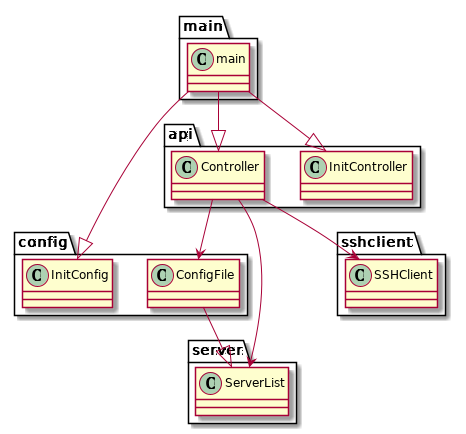 main
C main
api
C Controller
C InitController
config
C InitConfig
C ConfigFile
sshclient
C SSHClient
server
C ServerList